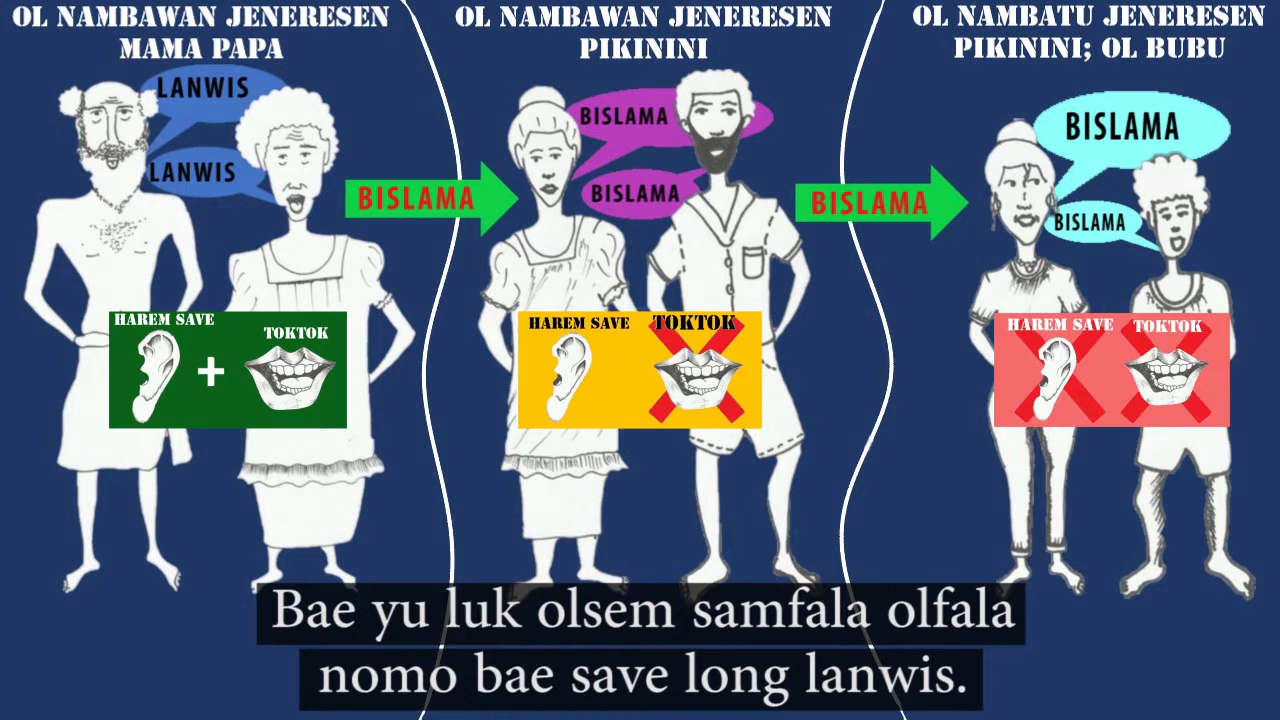 OL NAMBAWAN JENERESEN
MAMA PAPA
LANWIS
LANWIS
HAREM SAVE
TOKTOK
+
BISLAMA
OL NAMBAWAN JENERESEN
PIKININI
BISLAMA
BISLAMA
HAREM SAVE
TOKTOK
BISLAMA
OL NAMBATU JENERESEN
PIKININI; OL BUBU
BISLAMA
BISLAMA
HAREM SAVE
TOKTOK
Bae yu luk olsem samfala olfala
nomo bae save long lanwis.